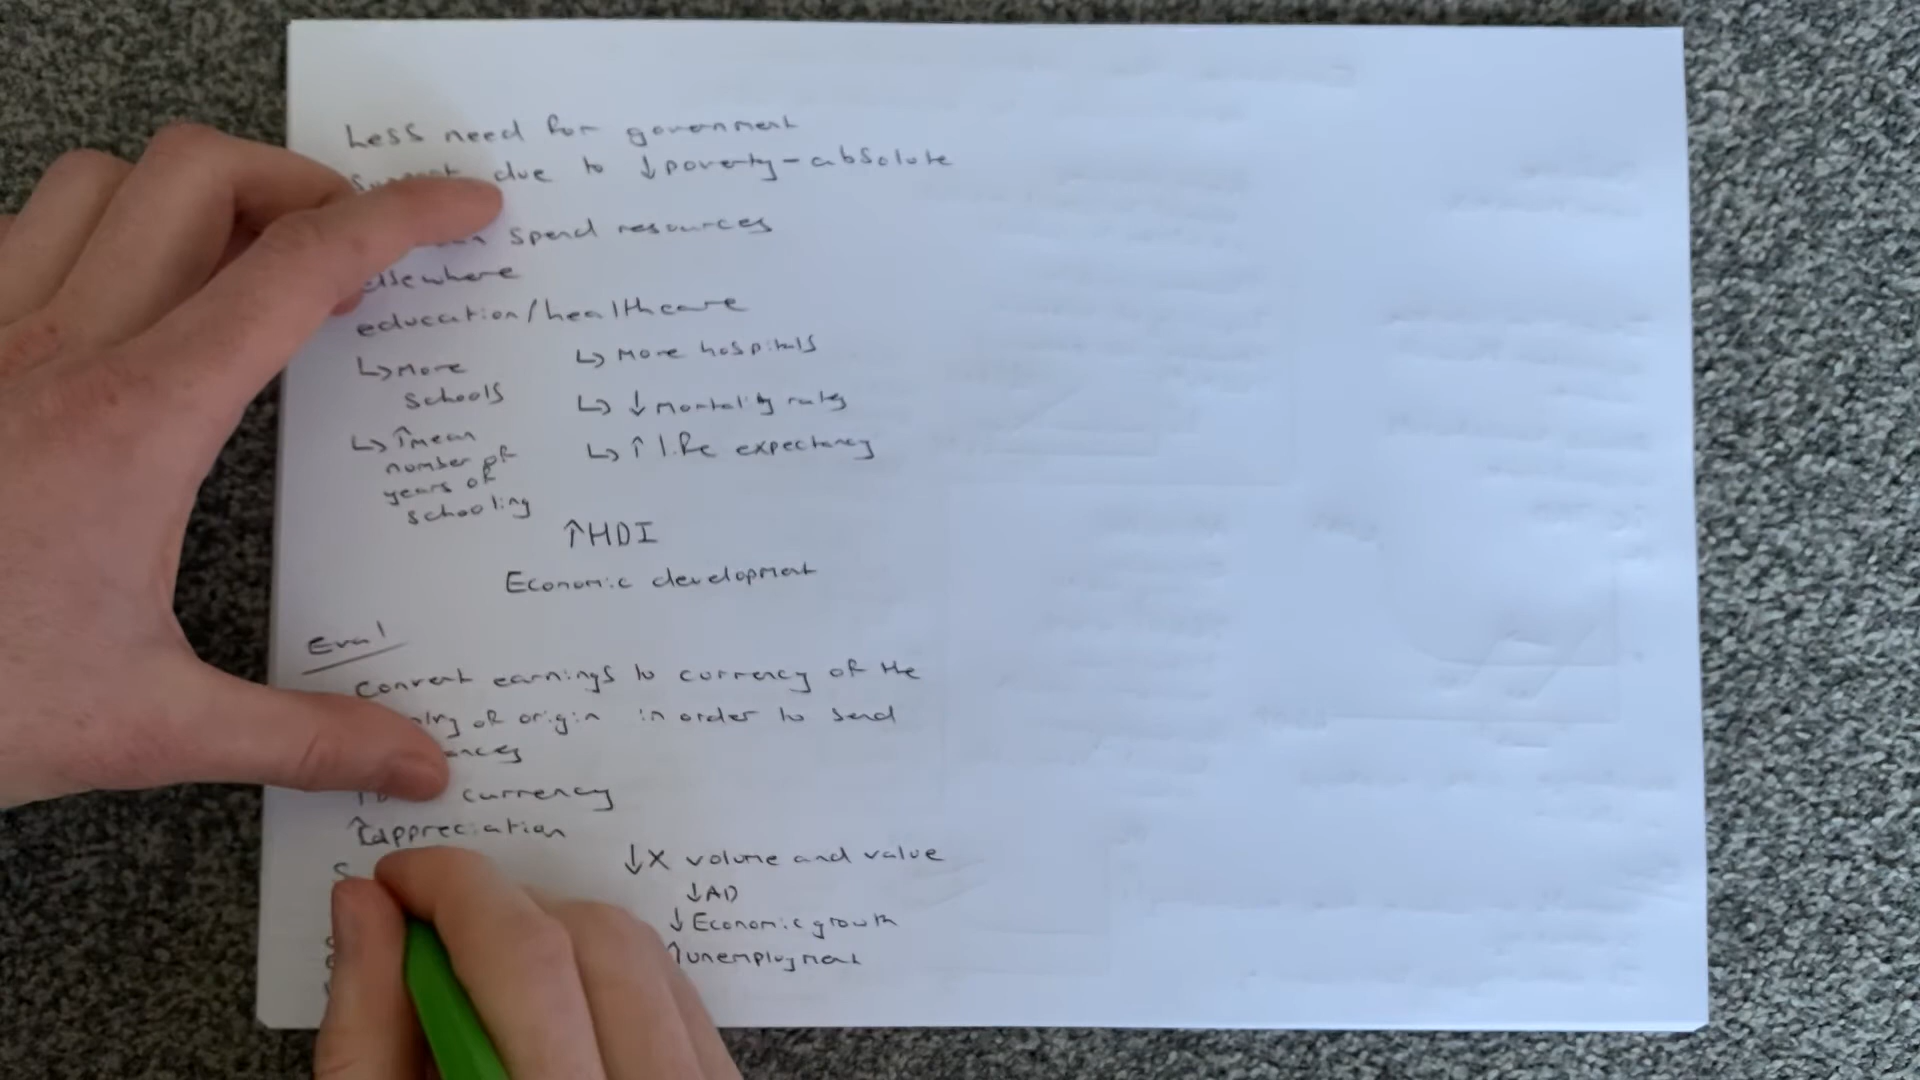 Less need for government
due to ↓poverty-absolute
spend resources
elsewhere
education/healthcare
↳ More schools
↳ ↑mean number of years of schooling
↳ More hospitals
↳ ↓ mortality rates
↳ ↑ life expectancy
↑HDI
Economic development
Eval
Convert earnings to currency of the
of origin in order to send
currency
↑appreciation
↓X volume and value
↓AD
↓Economic growth
↑unemployment